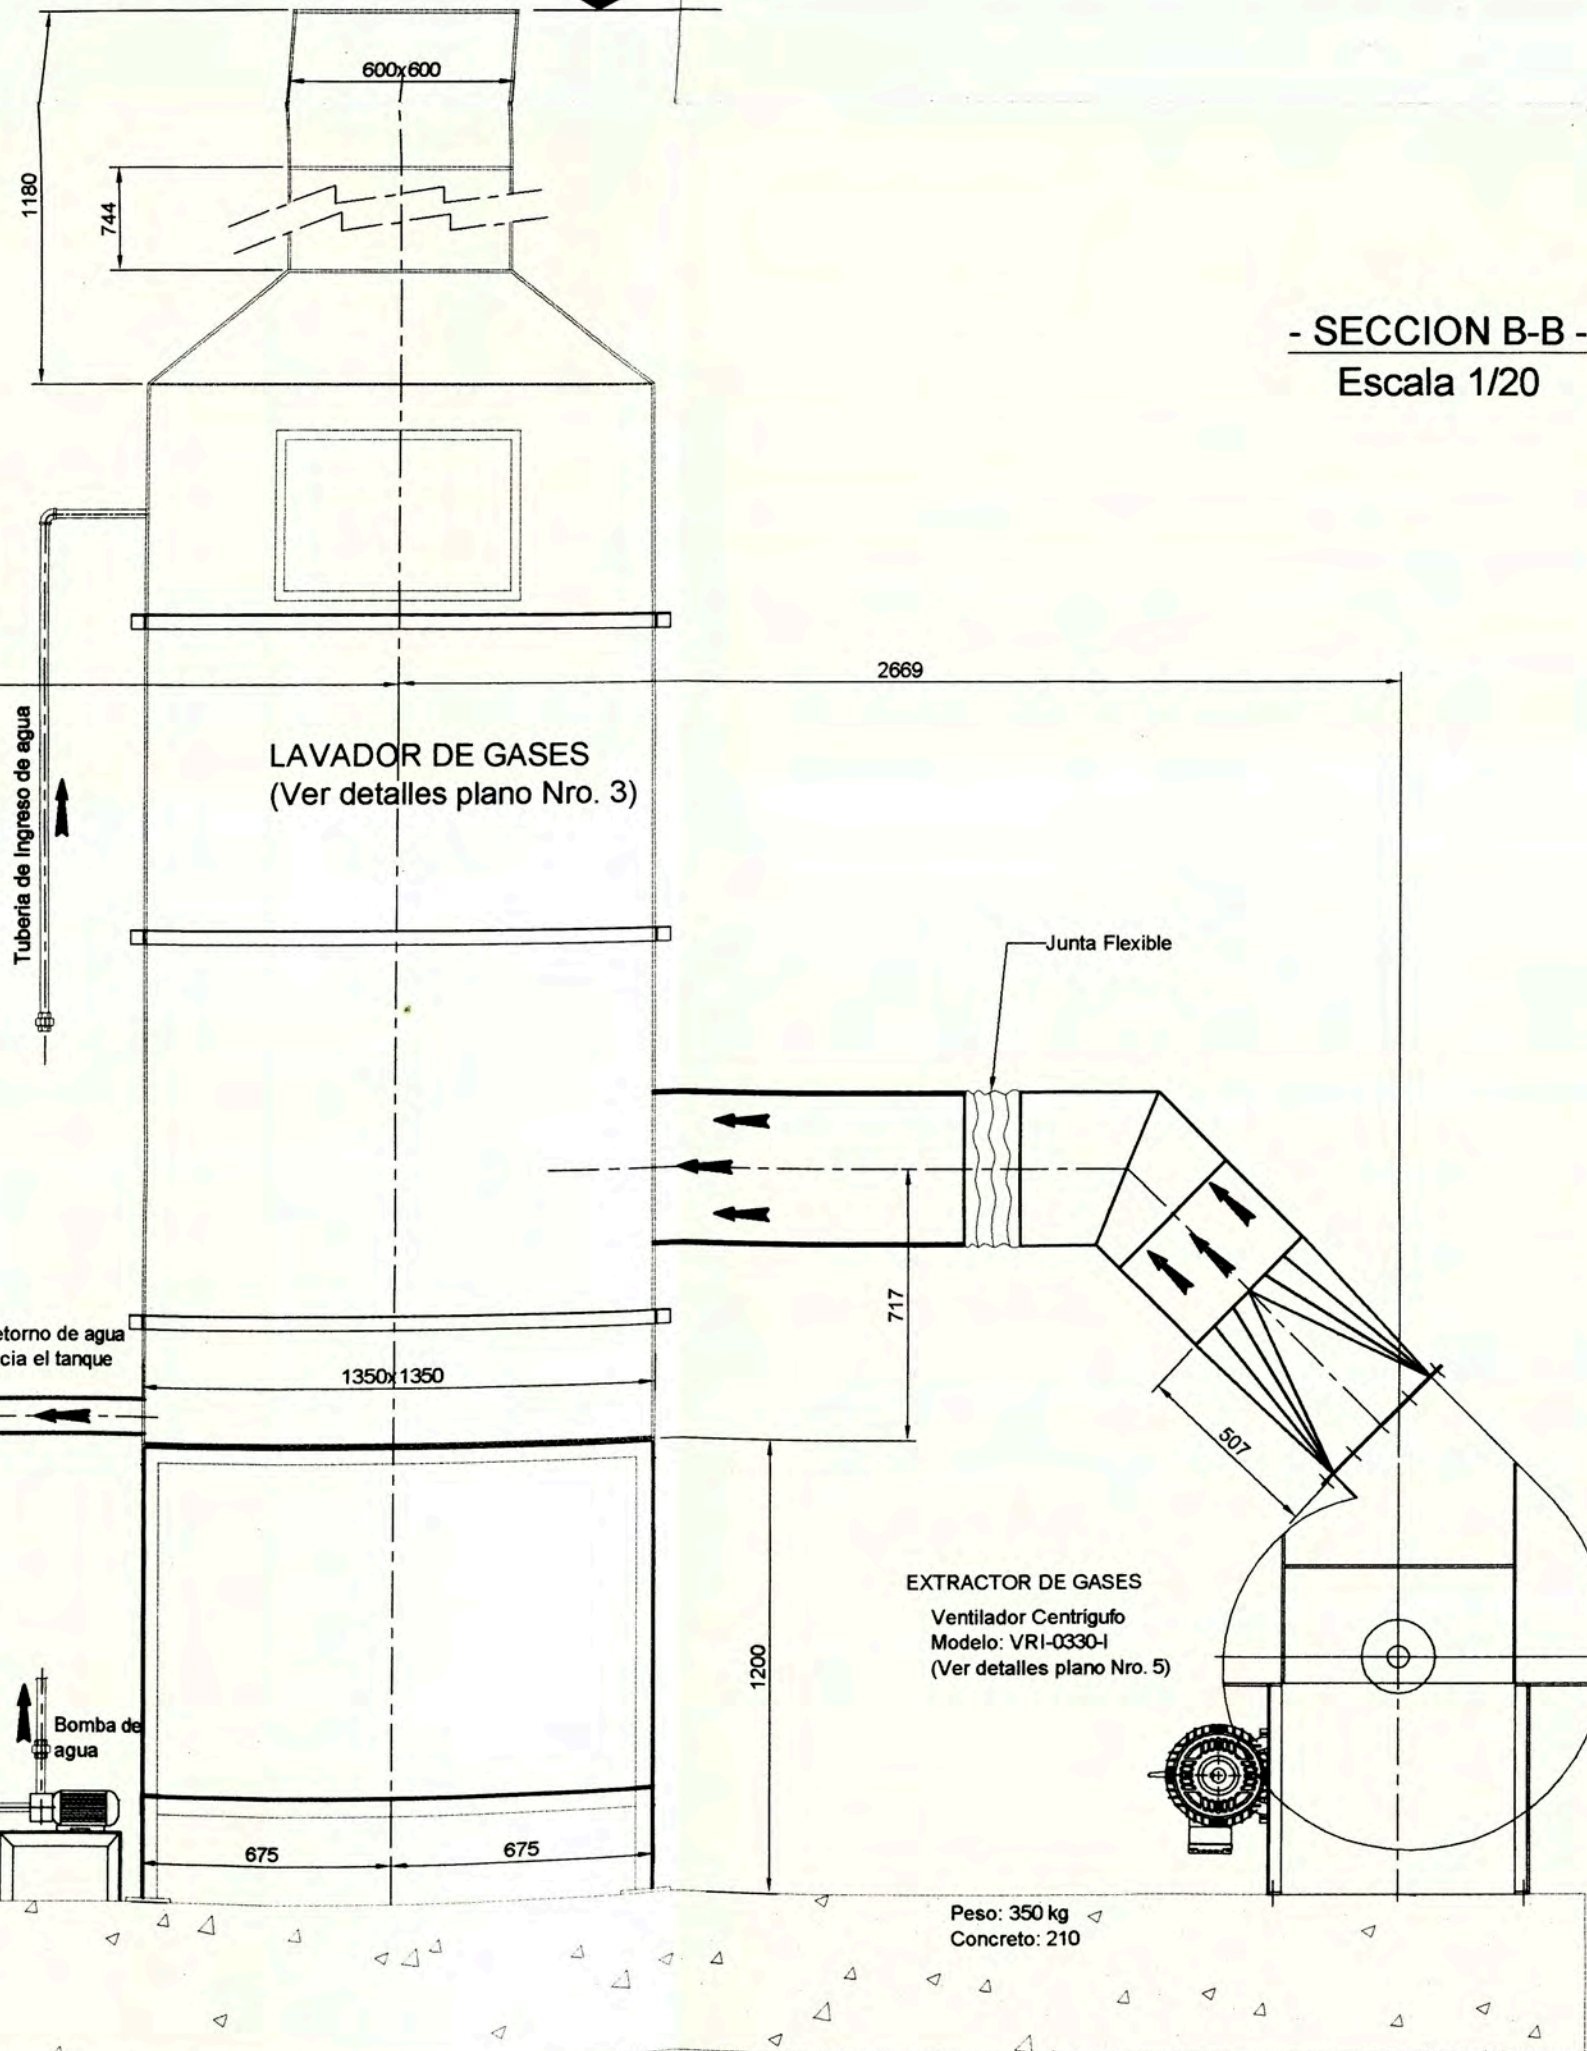 600x600
1180
744
- SECCION B-B -
Escala 1/20
2669
Tuberia de Ingreso de agua
LAVADOR DE GASES
(Ver detalles plano Nro. 3)
Junta Flexible
717
etorno de agua
cia el tanque
1350x1350
507
EXTRACTOR DE GASES
Ventilador Centrigufo
Modelo: VRI-0330-I
(Ver detalles plano Nro. 5)
1200
Bomba de
agua
675
675
Peso: 350 kg
Concreto: 210